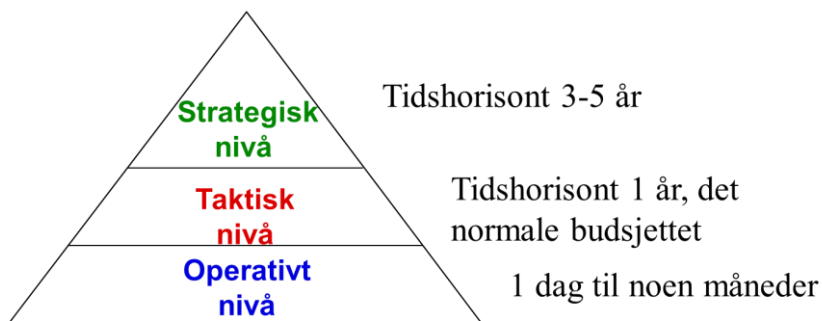 Strategisk
nivå
Tidshorisont 3-5 år
Taktisk
nivå
Tidshorisont 1 år, det
normale budsjettet
Operativt
nivå
1 dag til noen måneder